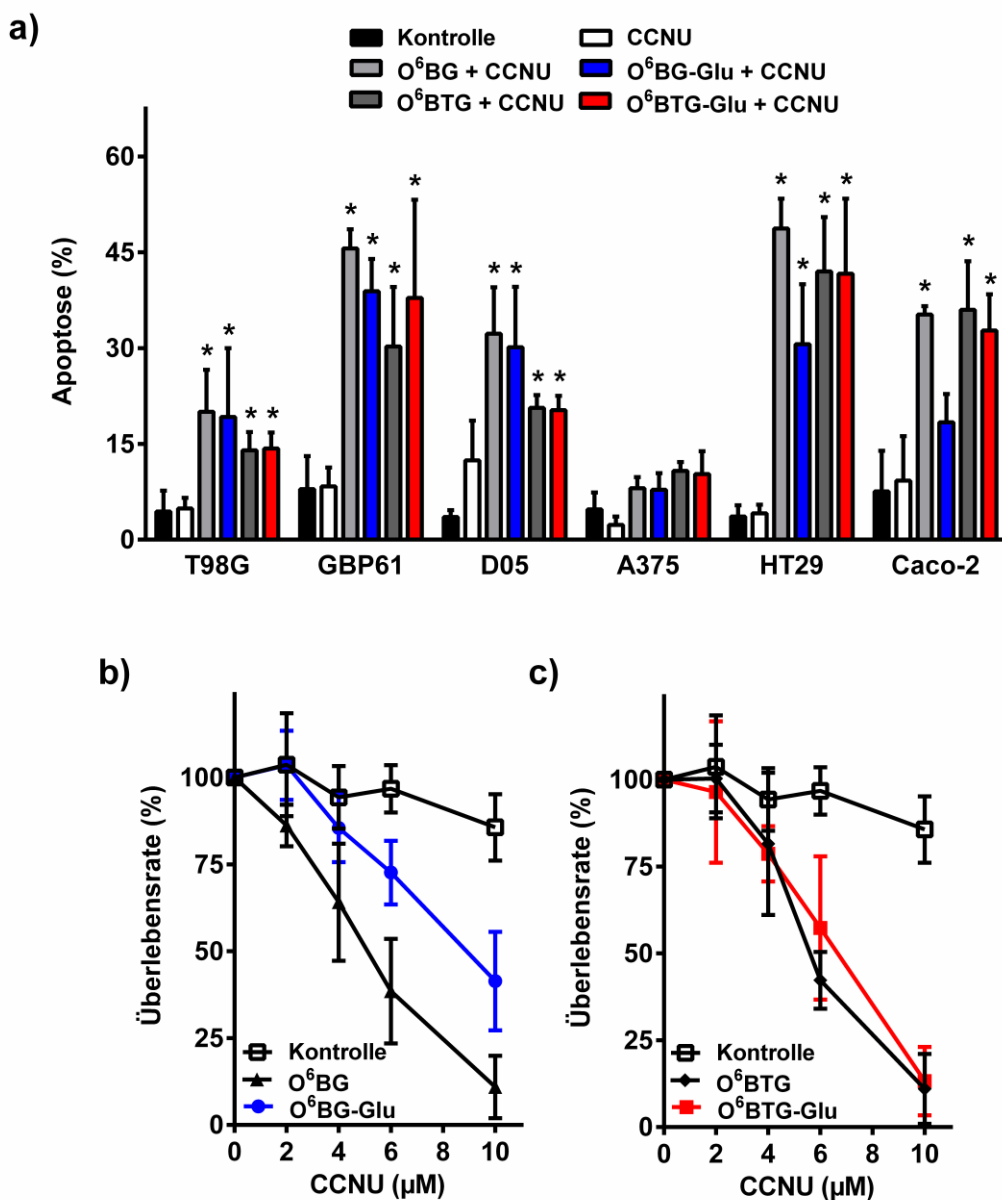 a)
Kontrolle
CCNU
O⁶BG + CCNU
O⁶BG-Glu + CCNU
O⁶BTG + CCNU
O⁶BTG-Glu + CCNU
Apoptose (%)
60
45
30
15
0
* * * * * * * * * * * * * * * * * * *
T98G GBP61 D05 A375 HT29 Caco-2
b)
Überlebensrate (%)
100
75
50
25
0
Kontrolle
O⁶BG
O⁶BG-Glu
0 2 4 6 8 10
CCNU (µM)
c)
Überlebensrate (%)
100
75
50
25
0
Kontrolle
O⁶BTG
O⁶BTG-Glu
0 2 4 6 8 10
CCNU (µM)